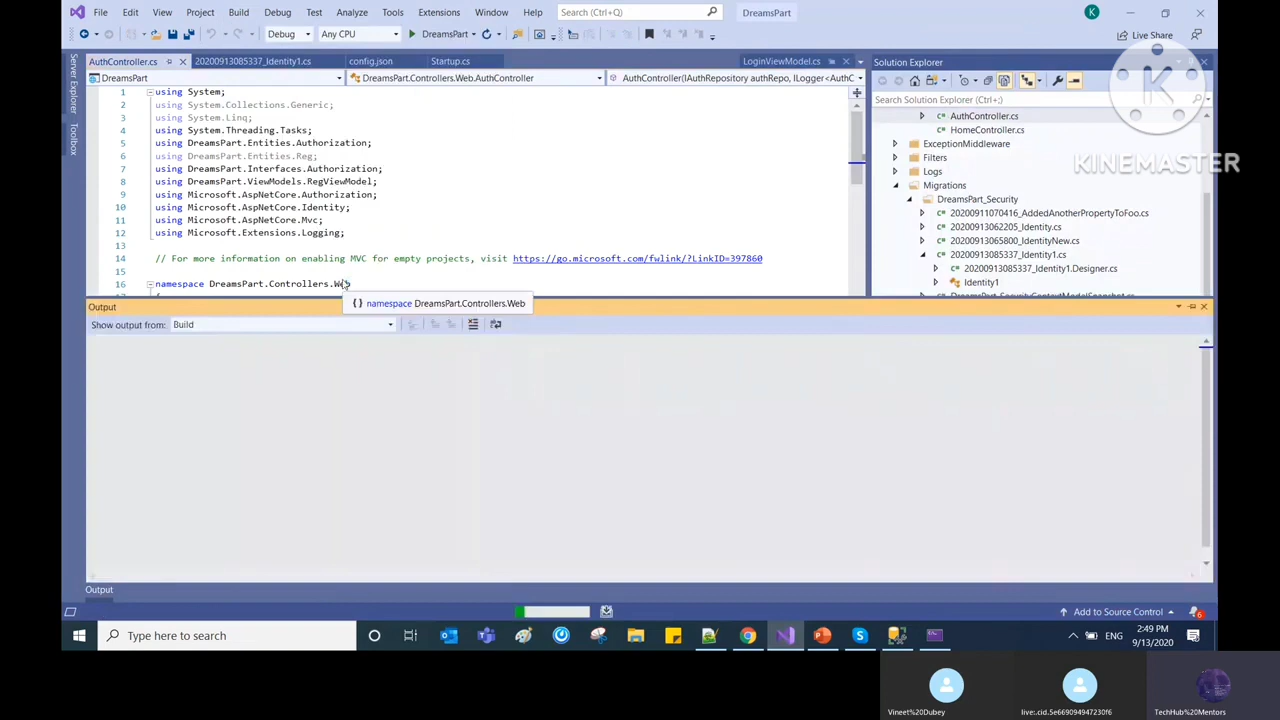 File Edit View Project Build Debug Test Analyze Tools Extensions Window Help Search (Ctrl+Q) DreamsPart K
Debug Any CPU DreamsPart Live Share
AuthController.cs 20200913085337_Identity1.cs config.json Startup.cs LoginViewModel.cs Solution Explorer
DreamsPart DreamsPart.Controllers.Web.AuthController AuthController(IAuthRepository authRepo, ILogger<AuthC
Server Explorer
Toolbox
Search Solution Explorer (Ctrl+;)
1 using System;
2 using System.Collections.Generic;
3 using System.Linq;
4 using System.Threading.Tasks;
5 using DreamsPart.Entities.Authorization;
6 using DreamsPart.Entities.Reg;
7 using DreamsPart.Interfaces.Authorization;
8 using DreamsPart.ViewModels.RegViewModel;
9 using Microsoft.AspNetCore.Authorization;
10 using Microsoft.AspNetCore.Identity;
11 using Microsoft.AspNetCore.Mvc;
12 using Microsoft.Extensions.Logging;
13
14 // For more information on enabling MVC for empty projects, visit https://go.microsoft.com/fwlink/?LinkID=397860
15
16 namespace DreamsPart.Controllers.Web
{ } namespace DreamsPart.Controllers.Web
AuthController.cs
HomeController.cs
ExceptionMiddleware
Filters
Logs
Migrations
DreamsPart_Security
20200911070416_AddedAnotherPropertyToFoo.cs
20200913062205_Identity.cs
20200913065800_IdentityNew.cs
20200913085337_Identity1.cs
20200913085337_Identity1.Designer.cs
Identity1
K
KINEMASTER
Output
Show output from: Build
Output
Add to Source Control 6
Type here to search
ENG
2:49 PM
9/13/2020
Vineet%20Dubey
live:.cid.5e669094947230f6
TechHub%20Mentors